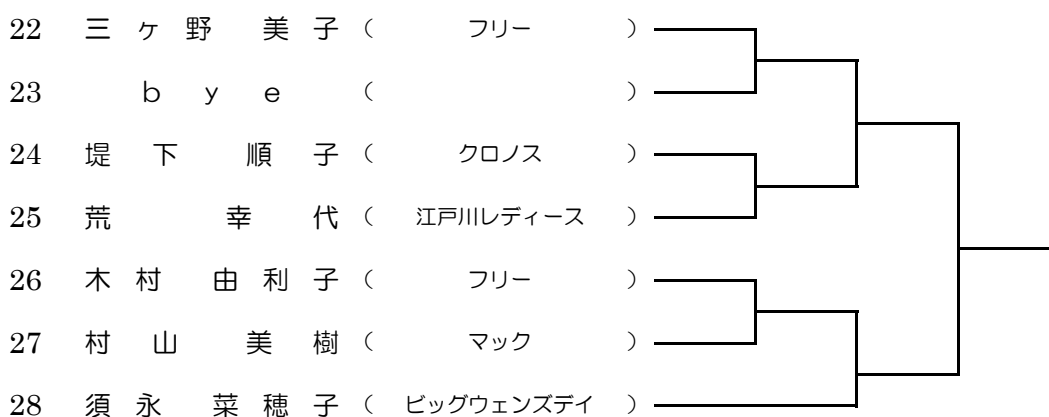 22 三ヶ野 美子 ( フリー )
23 ｂｙｅ ( )
24 堤下 順子 ( クロノス )
25 荒 幸代 ( 江戸川レディース )
26 木村 由利子 ( フリー )
27 村山 美樹 ( マック )
28 須永 菜穂子 ( ビッグウェンズデイ )